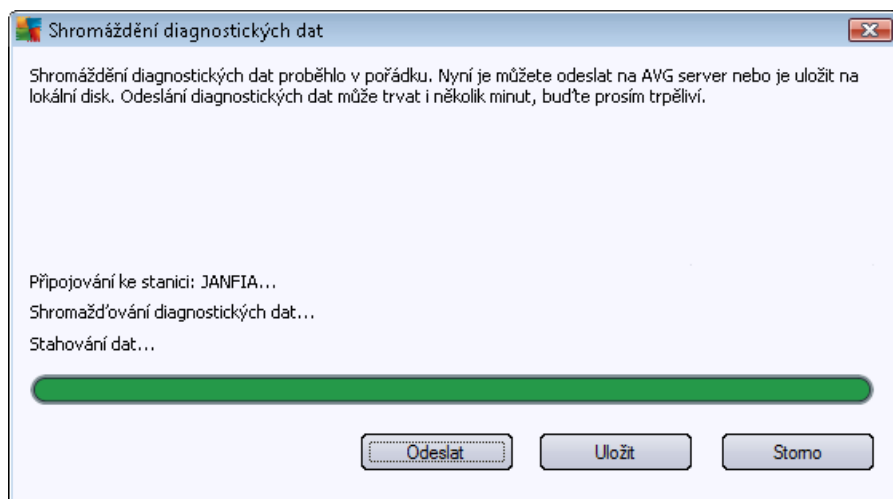 Shromáždění diagnostických dat
Shromáždění diagnostických dat proběhlo v pořádku. Nyní je můžete odeslat na AVG server nebo je uložit na
lokální disk. Odeslání diagnostických dat může trvat i několik minut, buďte prosím trpěliví.
Připojování ke stanici: JANFIA...
Shromažďování diagnostických dat...
Stahování dat...
Odeslat Uložit Storno